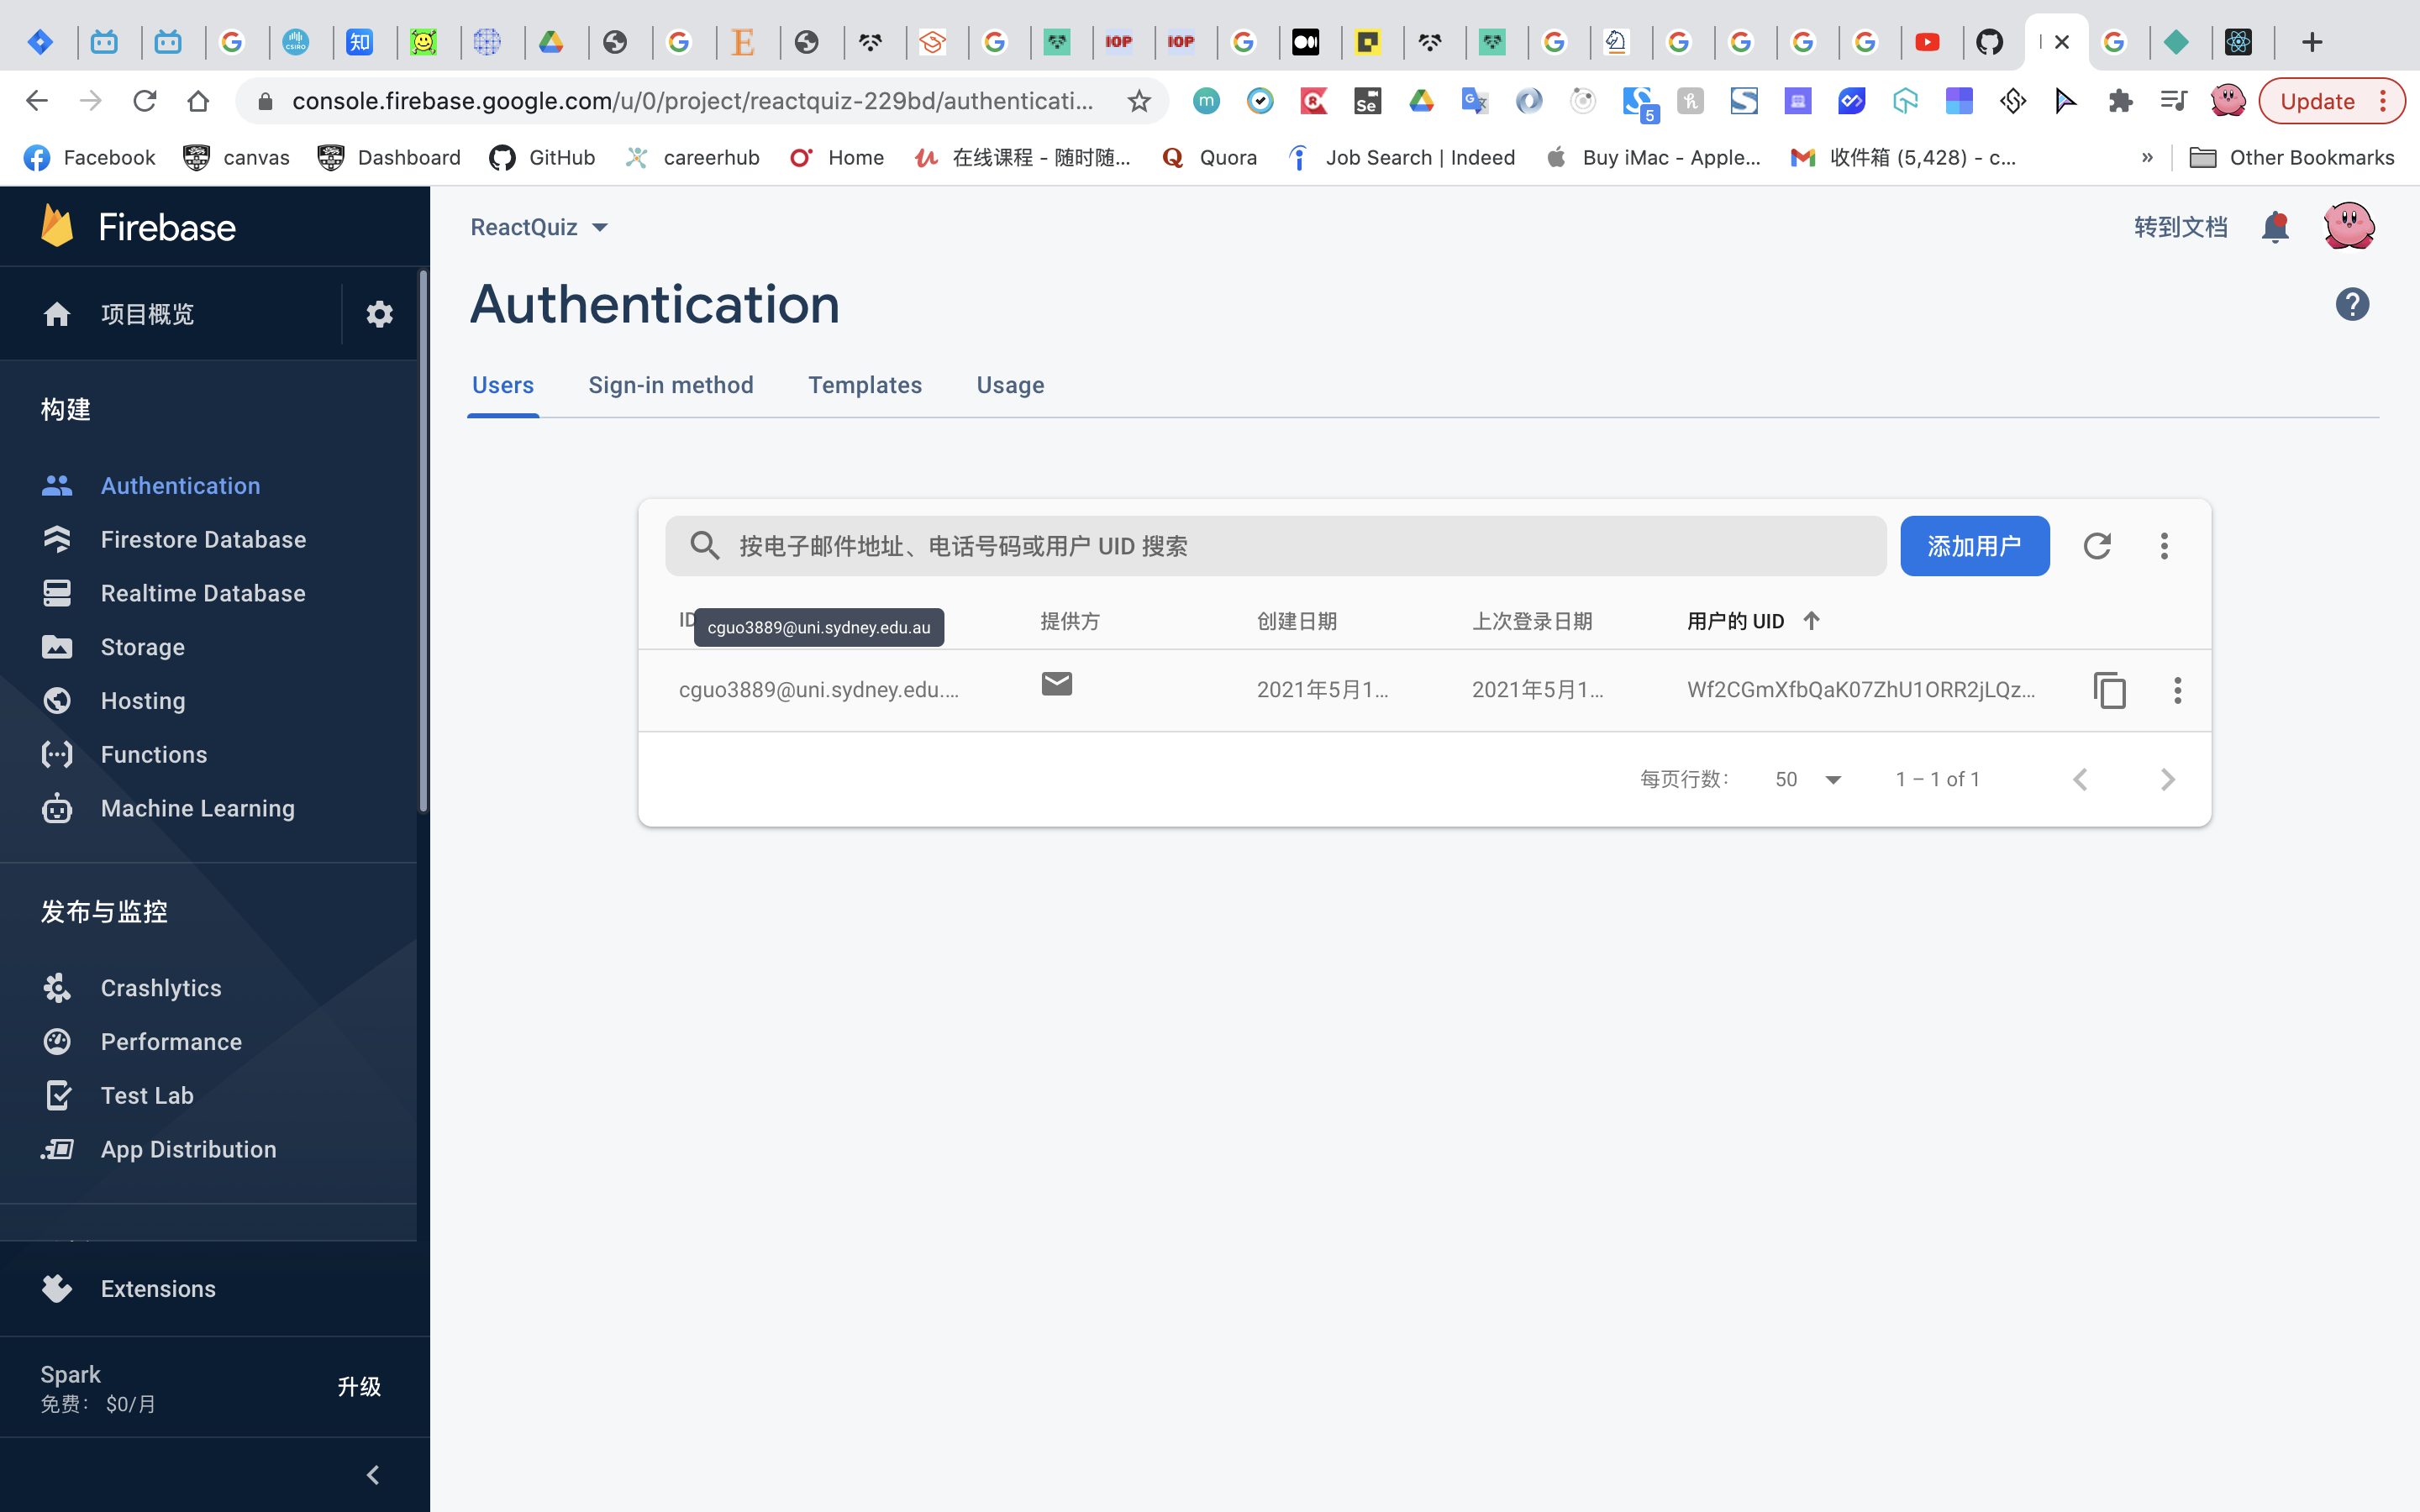 知
CSIRO
E
IOP
IOP
console.firebase.google.com/u/0/project/reactquiz-229bd/authenticati...
m
Se
5
Update
Facebook
canvas
Dashboard
GitHub
careerhub
Home
在线课程 - 随时随...
Quora
Job Search | Indeed
Buy iMac - Apple...
收件箱 (5,428) - c...
»
Other Bookmarks
Firebase
项目概览
构建
Authentication
Firestore Database
Realtime Database
Storage
Hosting
Functions
Machine Learning
发布与监控
Crashlytics
Performance
Test Lab
App Distribution
Extensions
Spark
免费： $0/月
升级
ReactQuiz
转到文档
Authentication
Users Sign-in method Templates Usage
按电子邮件地址、电话号码或用户 UID 搜索
添加用户
cguo3889@uni.sydney.edu.au
提供方 创建日期 上次登录日期 用户的 UID
cguo3889@uni.sydney.edu.... 2021年5月1... 2021年5月1... Wf2CGmXfbQaK07ZhU1ORR2jLQz...
每页行数： 50 1 – 1 of 1